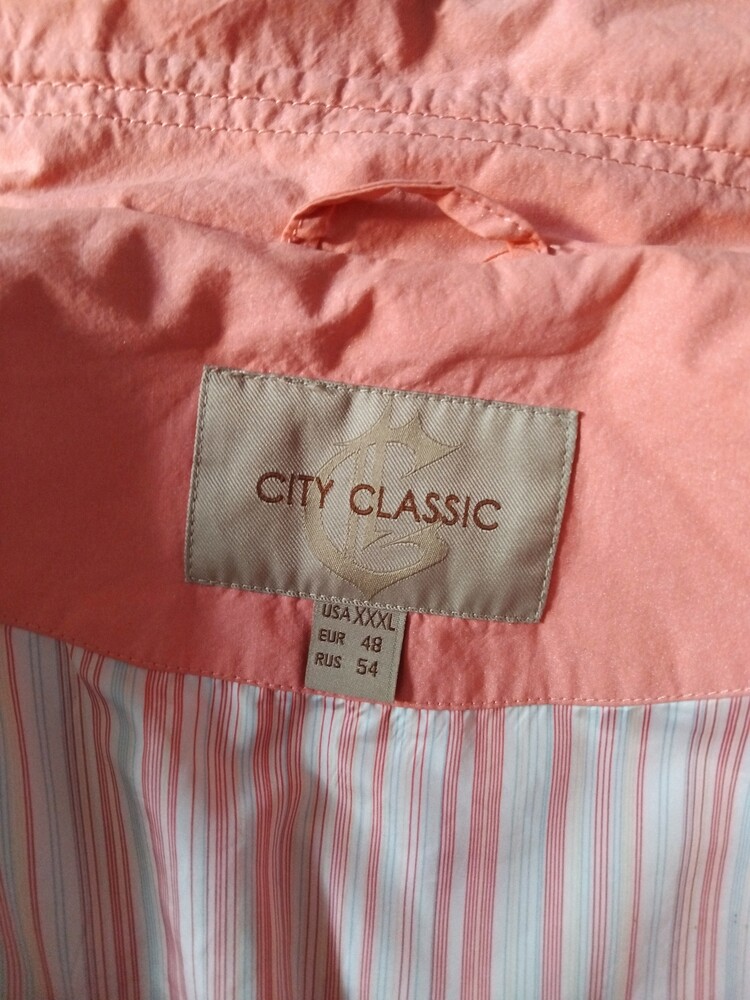 CITY CLASSIC
USA XXXL
EUR 48
RUS 54